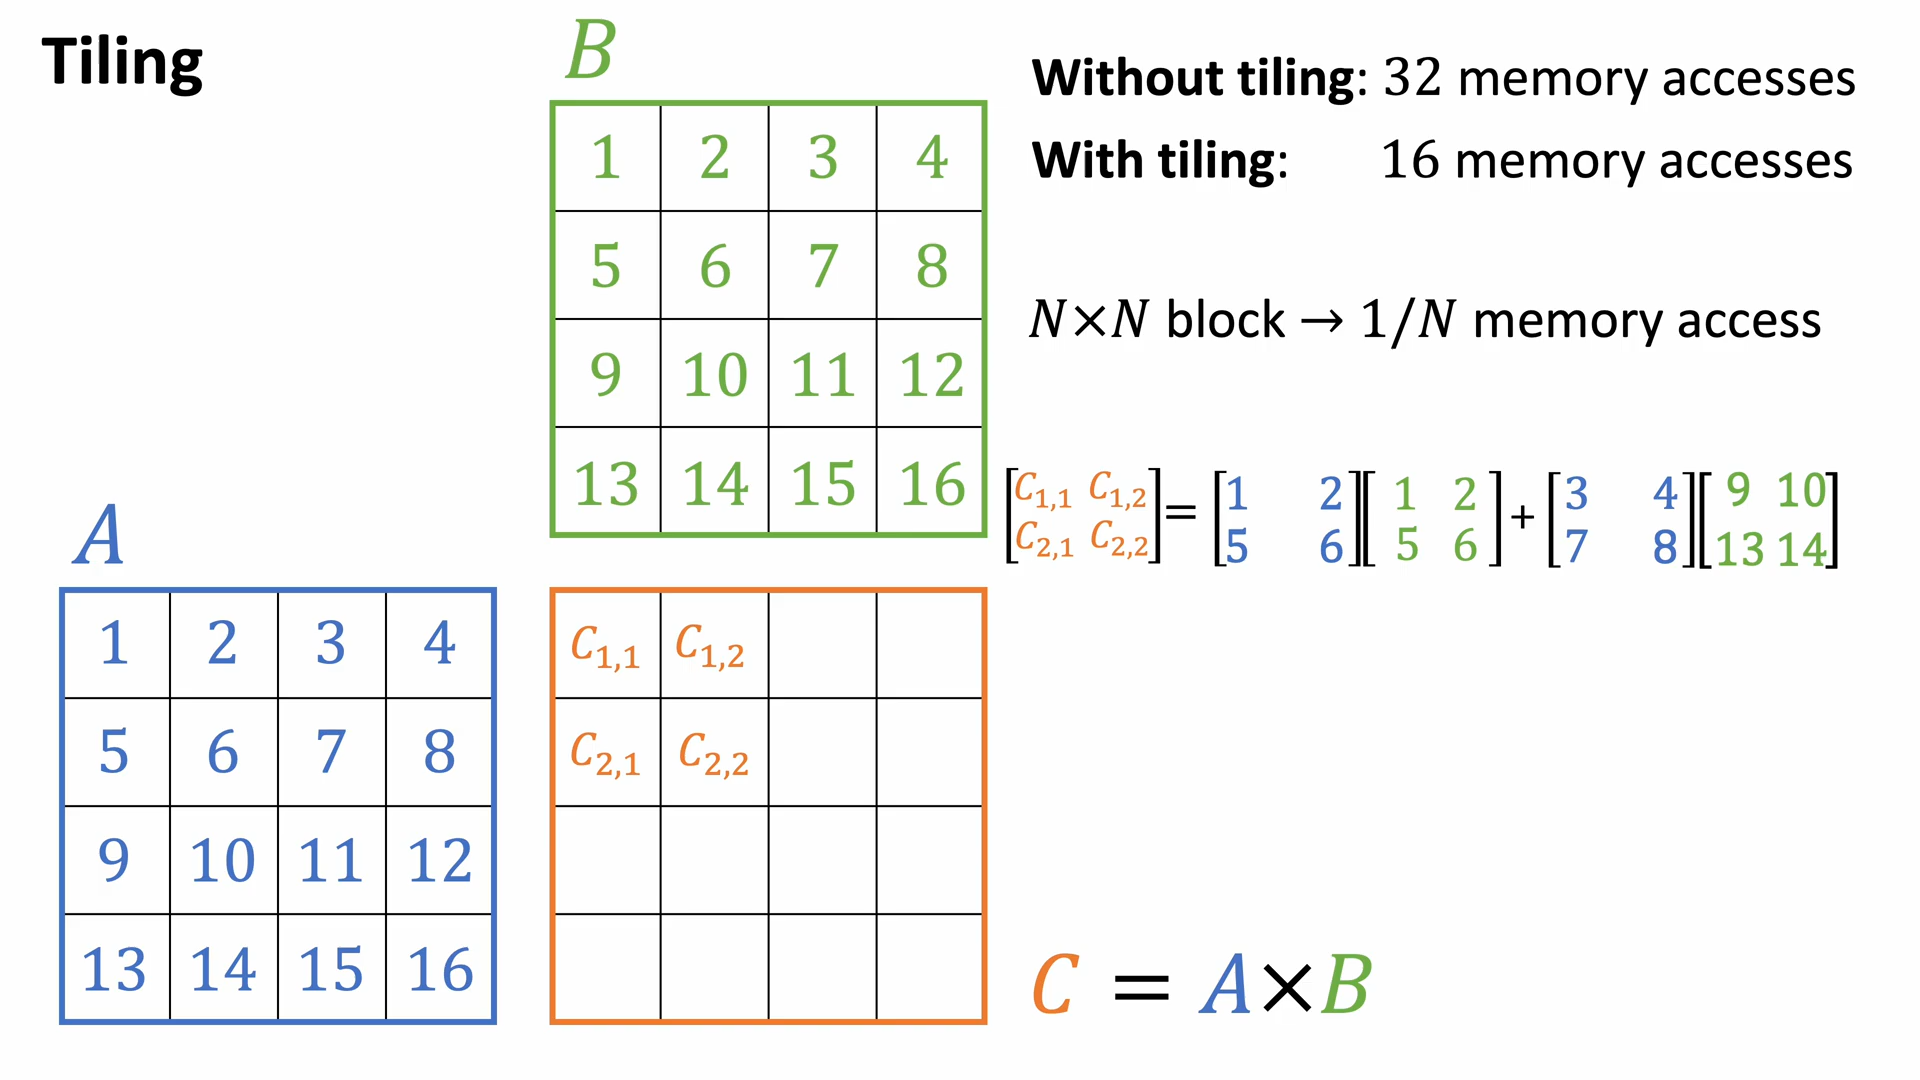 Tiling
B
1 2 3 4
5 6 7 8
9 10 11 12
13 14 15 16
Without tiling: 32 memory accesses
With tiling: 16 memory accesses
N×N block → 1/N memory access
[C1,1 C1,2 = [1 2 [1 2 + [3 4 [9 10
C2,1 C2,2] 5 6] 5 6] 7 8] 13 14]
A
1 2 3 4
5 6 7 8
9 10 11 12
13 14 15 16
C1,1 C1,2
C2,1 C2,2
C = A×B